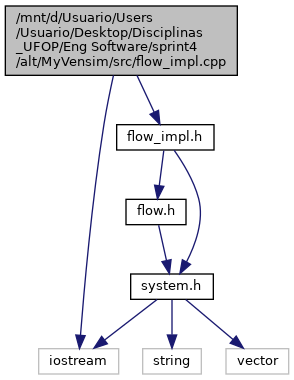 /mnt/d/Usuario/Users
/Usuario/Desktop/Disciplinas
_UFOP/Eng Software/sprint4
/alt/MyVensim/src/flow_impl.cpp
flow_impl.h
flow.h
system.h
iostream
string
vector